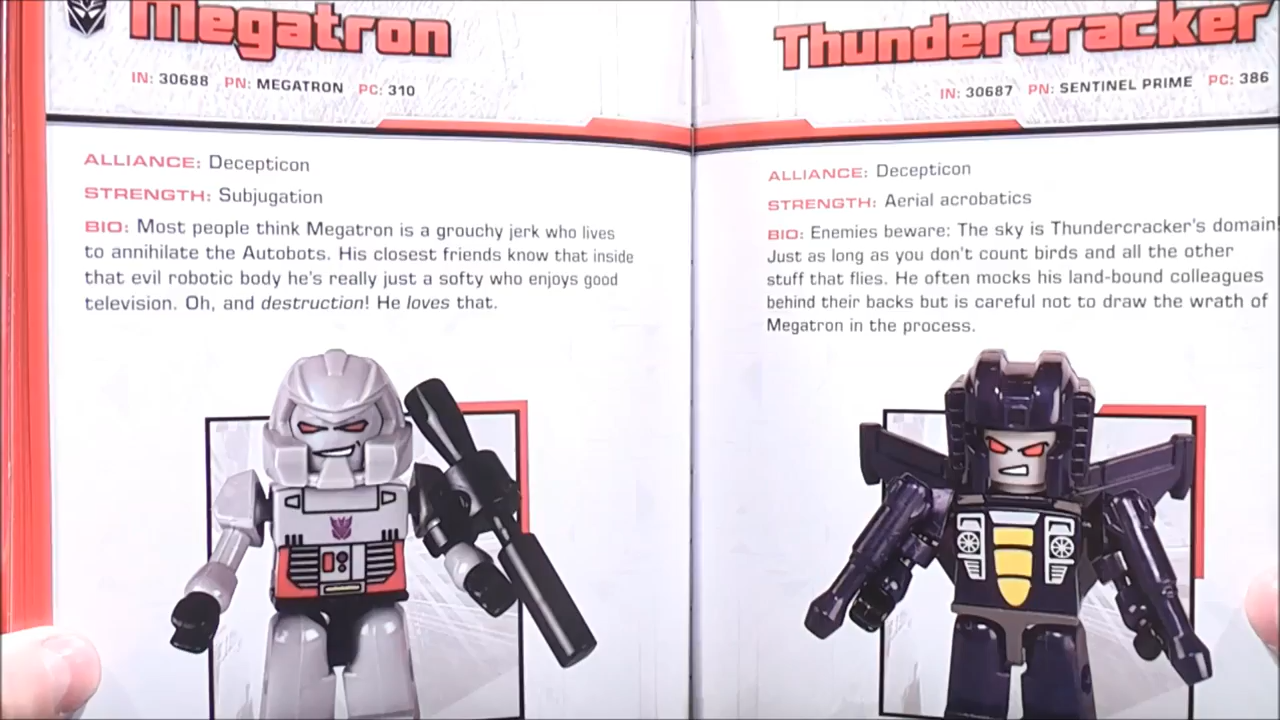 Megatron
IN: 30688 PN: MEGATRON PC: 310
ALLIANCE: Decepticon
STRENGTH: Subjugation
BIO: Most people think Megatron is a grouchy jerk who lives
to annihilate the Autobots. His closest friends know that inside
that evil robotic body he's really just a softy who enjoys good
television. Oh, and destruction! He loves that.
Thundercracker
IN: 30687 PN: SENTINEL PRIME PC: 386
ALLIANCE: Decepticon
STRENGTH: Aerial acrobatics
BIO: Enemies beware: The sky is Thundercracker's domain!
Just as long as you don't count birds and all the other
stuff that flies. He often mocks his land-bound colleagues
behind their backs but is careful not to draw the wrath of
Megatron in the process.